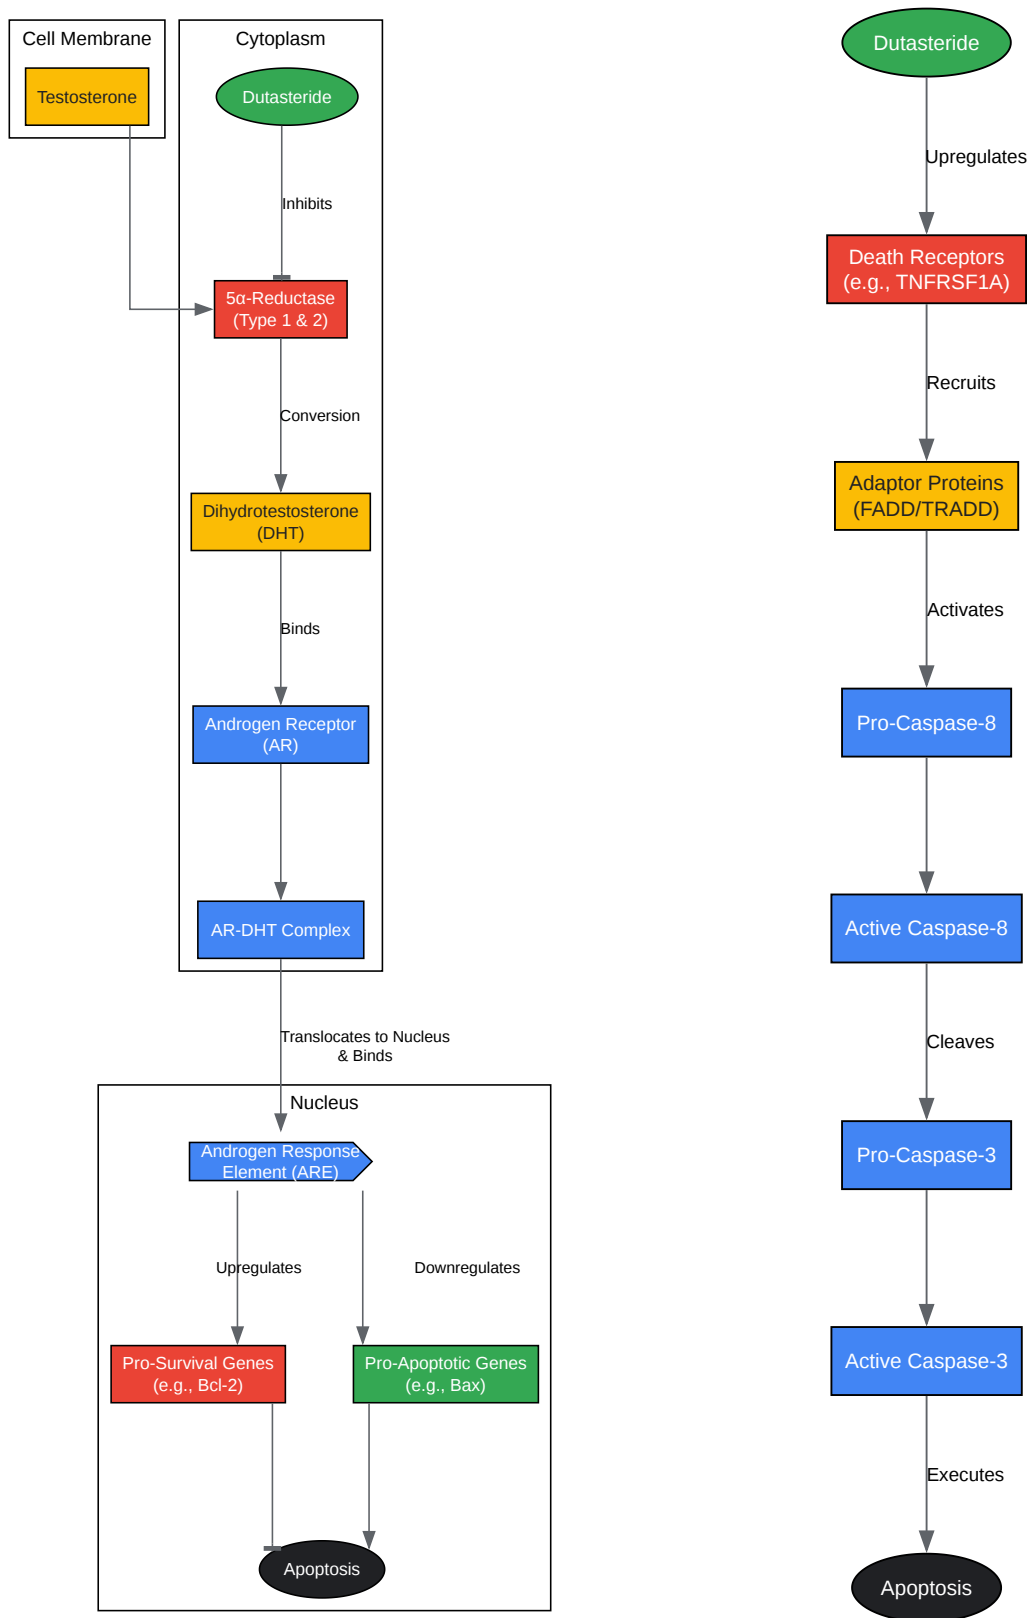 Cell Membrane
Testosterone
Cytoplasm
Dutasteride
Inhibits
5α-Reductase
(Type 1 & 2)
Conversion
Dihydrotestosterone
(DHT)
Binds
Androgen Receptor
(AR)
AR-DHT Complex
Translocates to Nucleus
& Binds
Nucleus
Androgen Response
Element (ARE)
Upregulates
Downregulates
Pro-Survival Genes
(e.g., Bcl-2)
Pro-Apoptotic Genes
(e.g., Bax)
Apoptosis
Dutasteride
Upregulates
Death Receptors
(e.g., TNFRSF1A)
Recruits
Adaptor Proteins
(FADD/TRADD)
Activates
Pro-Caspase-8
Active Caspase-8
Cleaves
Pro-Caspase-3
Active Caspase-3
Executes
Apoptosis